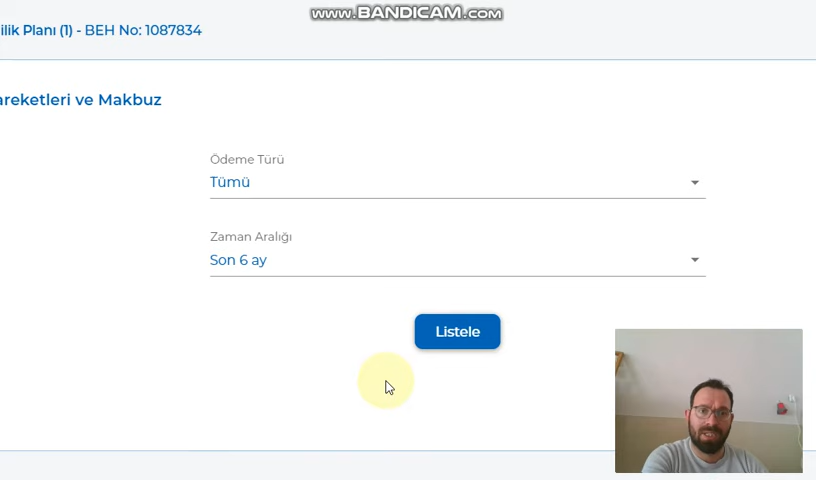 www.BANDICAM.com
ilik Planı (1) - BEH No: 1087834
areketleri ve Makbuz
Ödeme Türü
Tümü
Zaman Aralığı
Son 6 ay
Listele